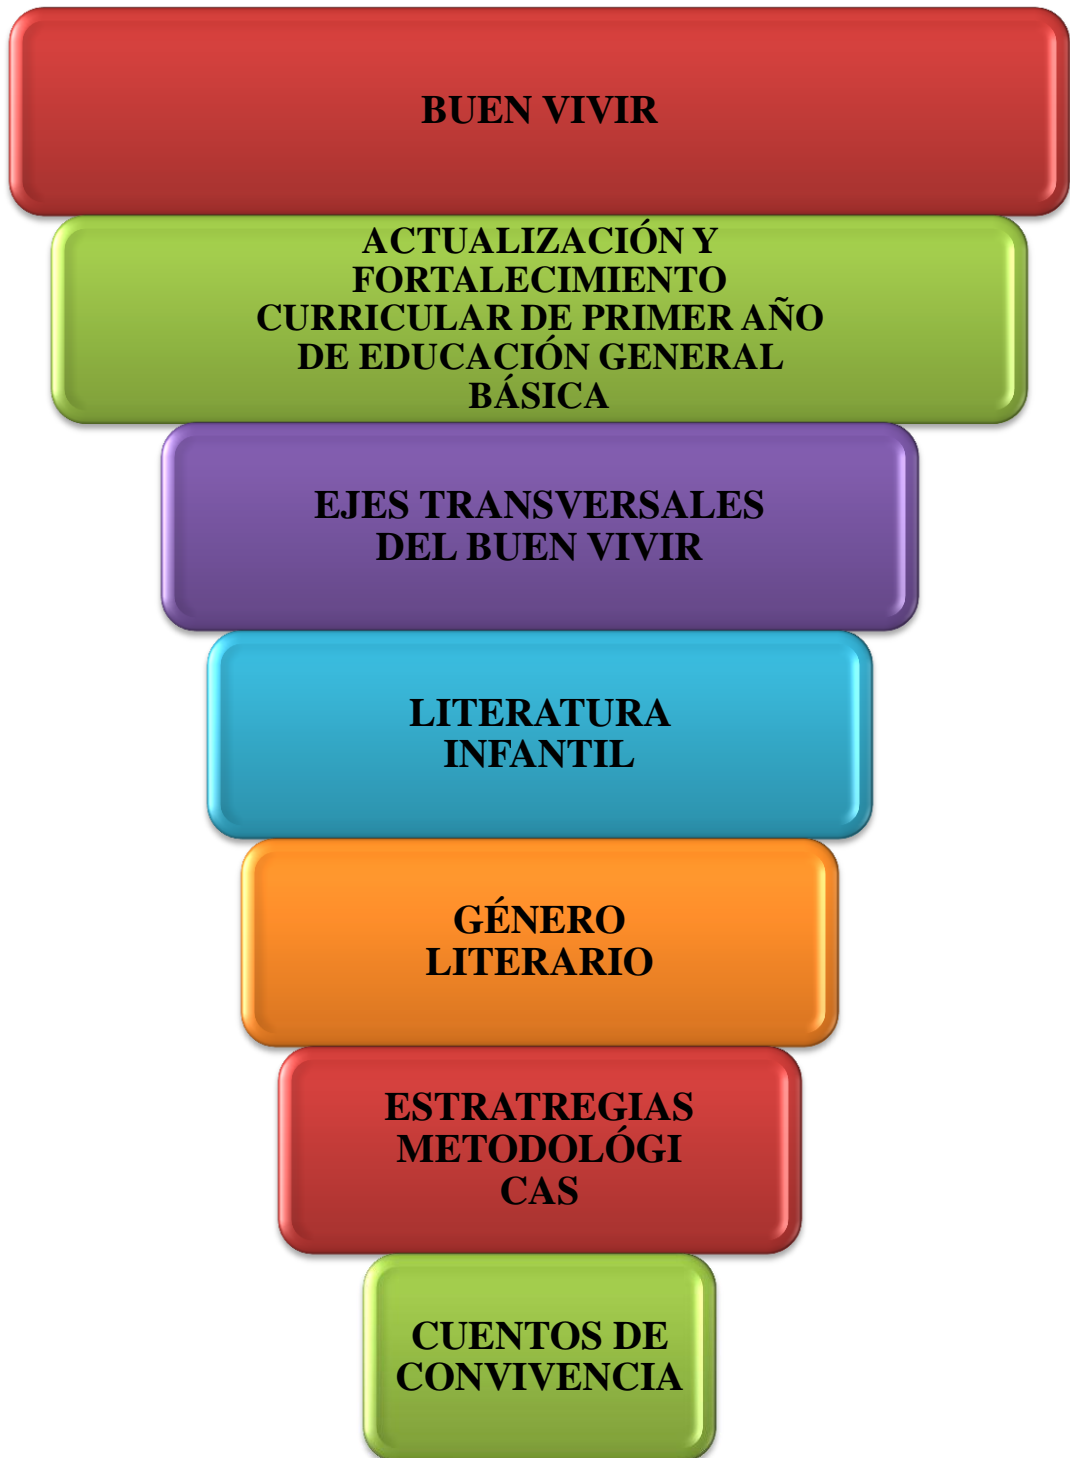 BUEN VIVIR
ACTUALIZACIÓN Y
FORTALECIMIENTO
CURRICULAR DE PRIMER AÑO
DE EDUCACIÓN GENERAL
BÁSICA
EJES TRANSVERSALES
DEL BUEN VIVIR
LITERATURA
INFANTIL
GÉNERO
LITERARIO
ESTRATREGIAS
METODOLÓGI
CAS
CUENTOS DE
CONVIVENCIA